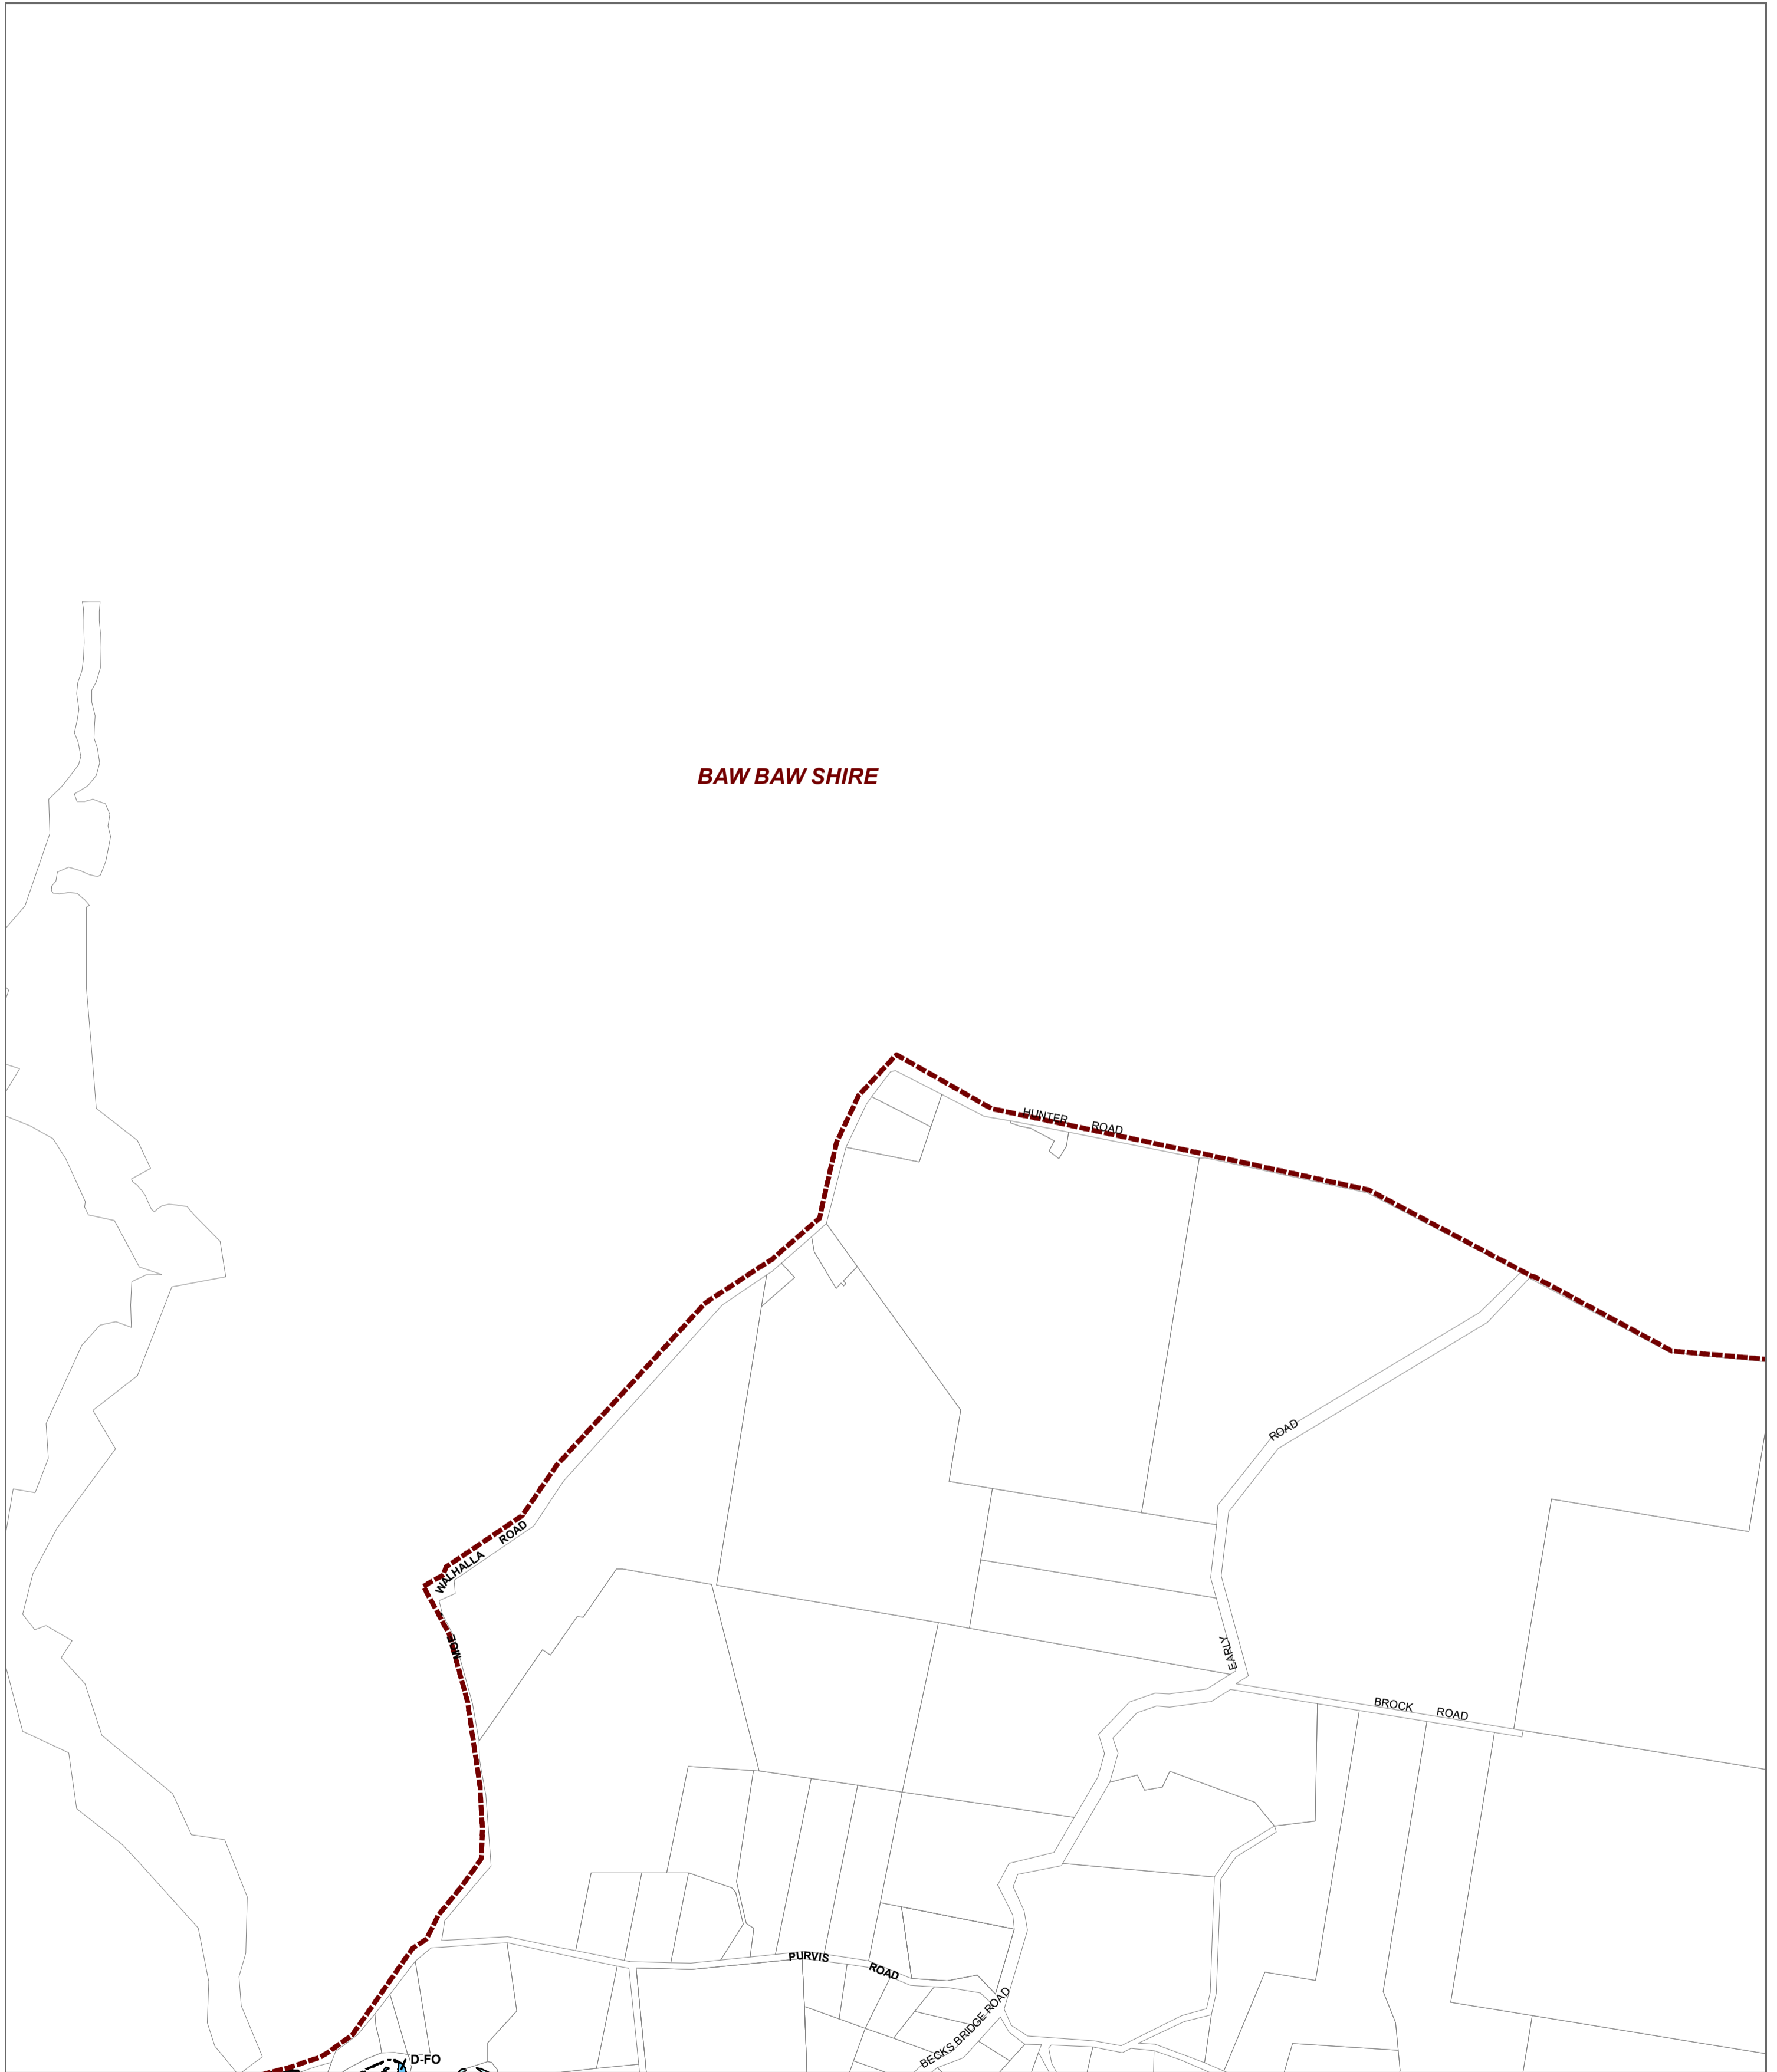 BAW BAW SHIRE
HUNTER ROAD
ROAD
EARLY
WALHALLA ROAD
MOE
BROCK ROAD
PURVIS ROAD
BECKS BRIDGE ROAD
D-FO